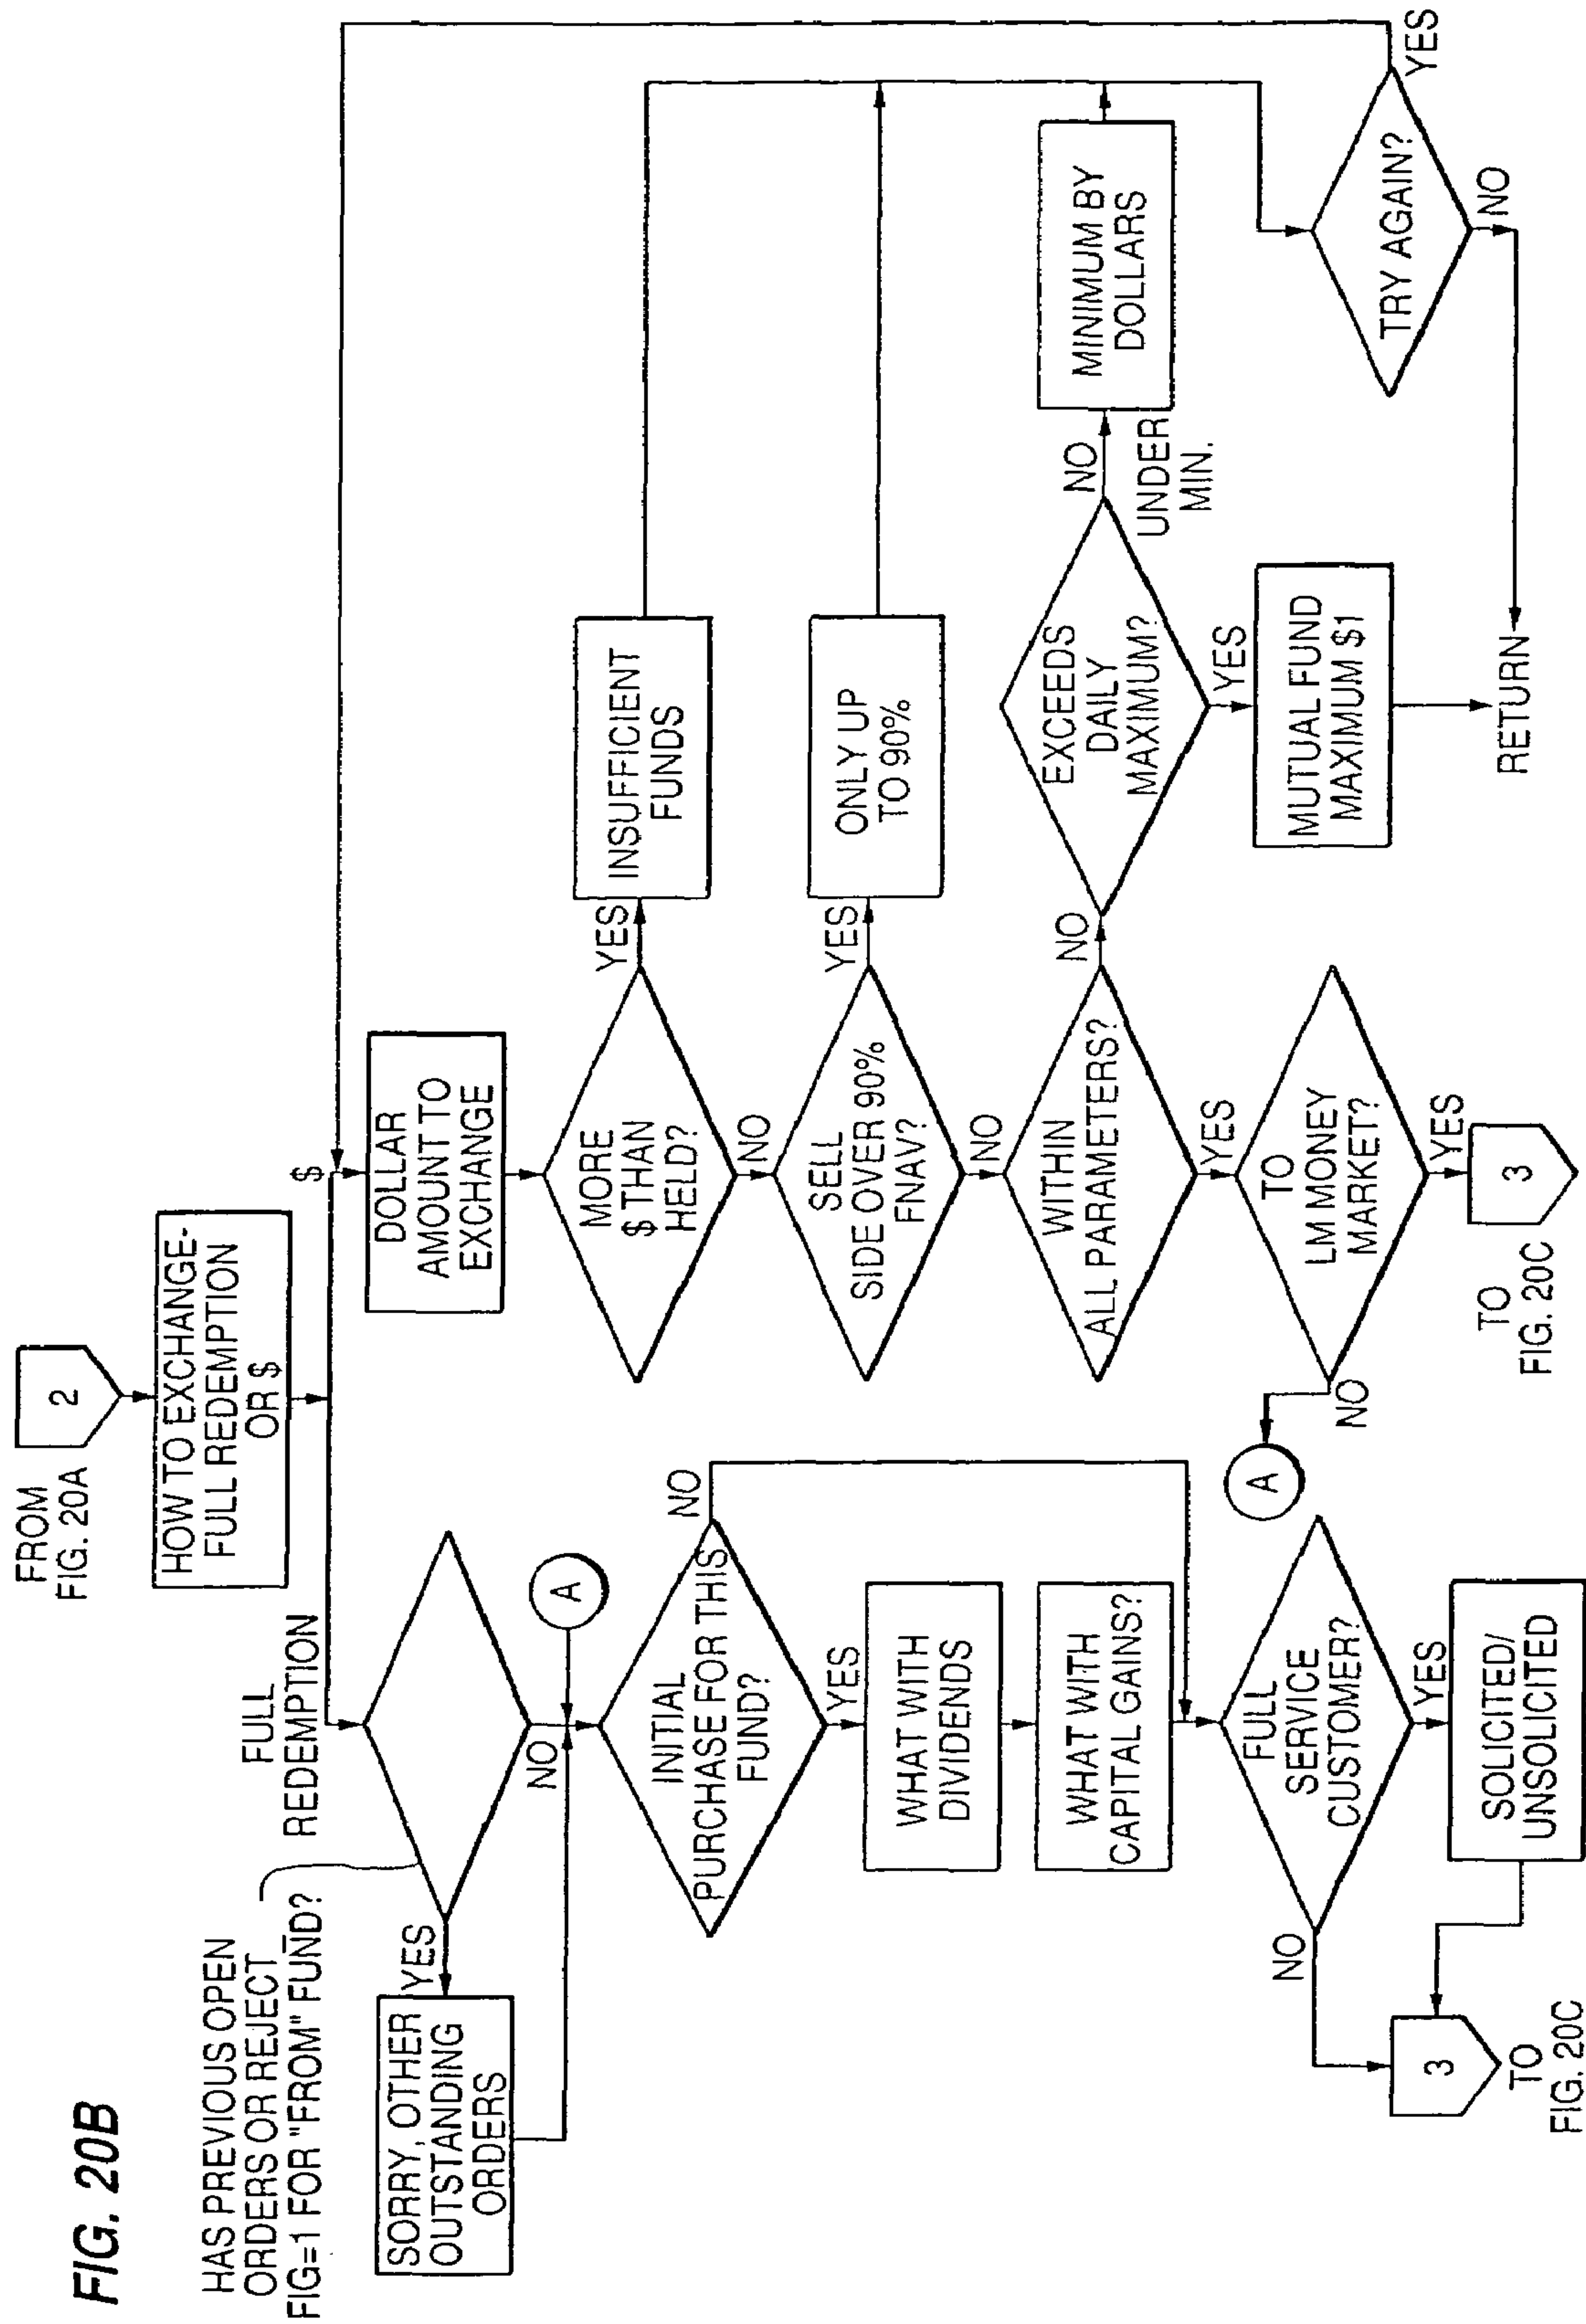 FIG. 20B
FROM
FIG. 20A
2
HOW TO EXCHANGE-
FULL REDEMPTION
OR $
FULL
REDEMPTION
$
HAS PREVIOUS OPEN
ORDERS OR REJECT
FIG=1 FOR "FROM" FUND?
YES
SORRY, OTHER
OUTSTANDING
ORDERS
NO
A
INITIAL
PURCHASE FOR THIS
FUND?
NO
YES
WHAT WITH
DIVIDENDS
WHAT WITH
CAPITAL GAINS?
FULL
SERVICE
CUSTOMER?
NO
YES
SOLICITED/
UNSOLICITED
3
TO
FIG. 20C
DOLLAR
AMOUNT TO
EXCHANGE
MORE
$ THAN
HELD?
YES
INSUFFICIENT
FUNDS
NO
SELL
SIDE OVER 90%
FNAV?
YES
ONLY UP
TO 90%
NO
WITHIN
ALL PARAMETERS?
NO
EXCEEDS
DAILY
MAXIMUM?
NO
UNDER
MIN.
MINIMUM BY
DOLLARS
YES
MUTUAL FUND
MAXIMUM $1
RETURN
YES
TO
LM MONEY
MARKET?
NO
A
YES
3
TO
FIG. 20C
TRY AGAIN?
YES
NO